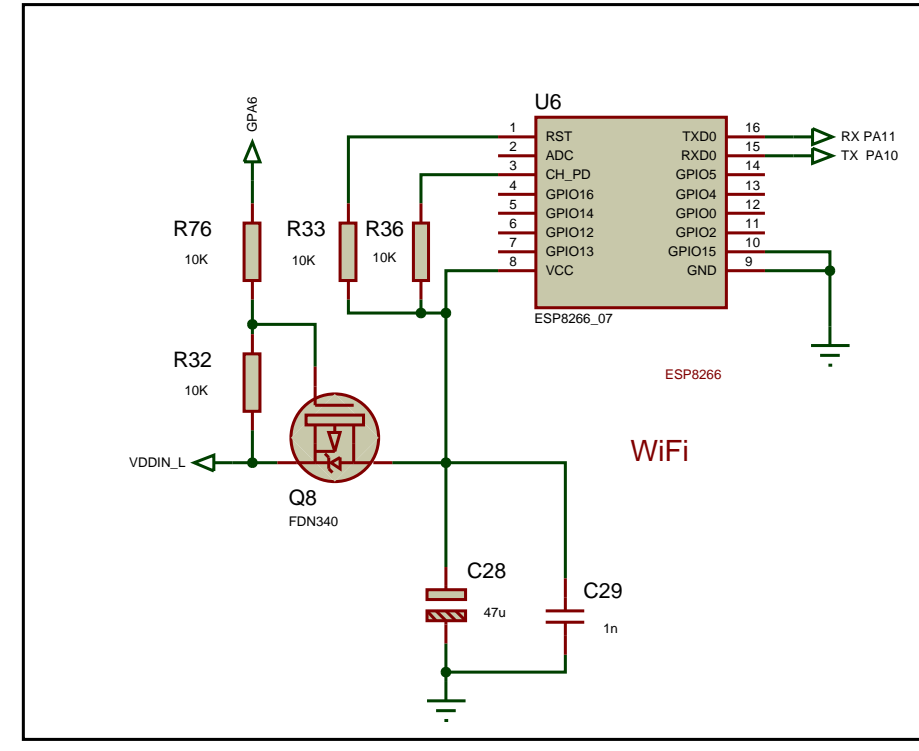 GPA6
U6
1 RST TXD0 16 RX PA11
2 ADC RXD0 15 TX PA10
3 CH_PD GPIO5 14
4 GPIO16 GPIO4 13
5 GPIO14 GPIO0 12
6 GPIO12 GPIO2 11
7 GPIO13 GPIO15 10
8 VCC GND 9
ESP8266_07
R76
10K
R33
10K
R36
10K
R32
10K
ESP8266
WiFi
VDDIN_L
Q8
FDN340
C28
47u
C29
1n